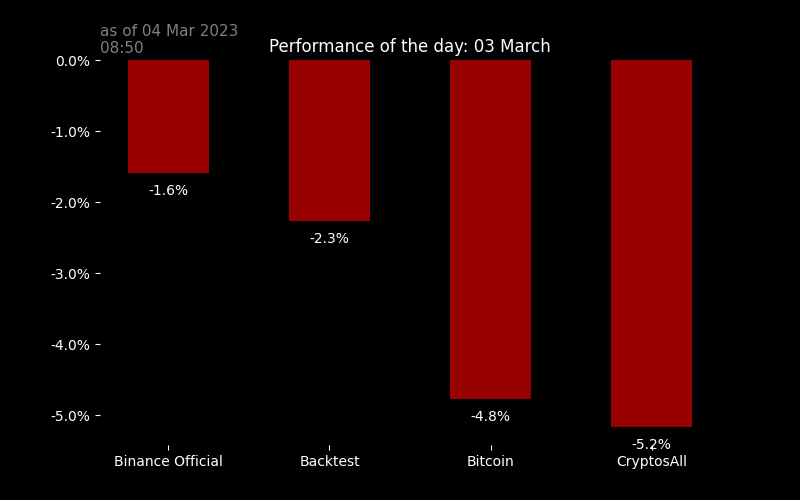 as of 04 Mar 2023
08:50
Performance of the day: 03 March
0.0%
-1.0%
-2.0%
-3.0%
-4.0%
-5.0%
-1.6%
-2.3%
-4.8%
-5.2%
Binance Official
Backtest
Bitcoin
CryptosAll